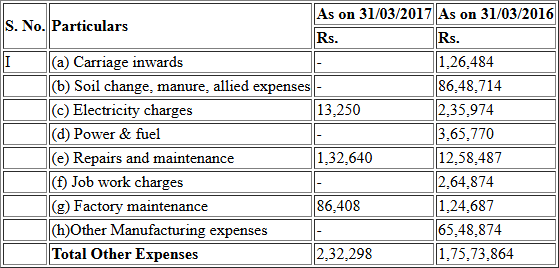 S. No. Particulars As on 31/03/2017 As on 31/03/2016
Rs. Rs.
I (a) Carriage inwards - 1,26,484
(b) Soil change, manure, allied expenses - 86,48,714
(c) Electricity charges 13,250 2,35,974
(d) Power & fuel - 3,65,770
(e) Repairs and maintenance 1,32,640 12,58,487
(f) Job work charges - 2,64,874
(g) Factory maintenance 86,408 1,24,687
(h)Other Manufacturing expenses - 65,48,874
Total Other Expenses 2,32,298 1,75,73,864